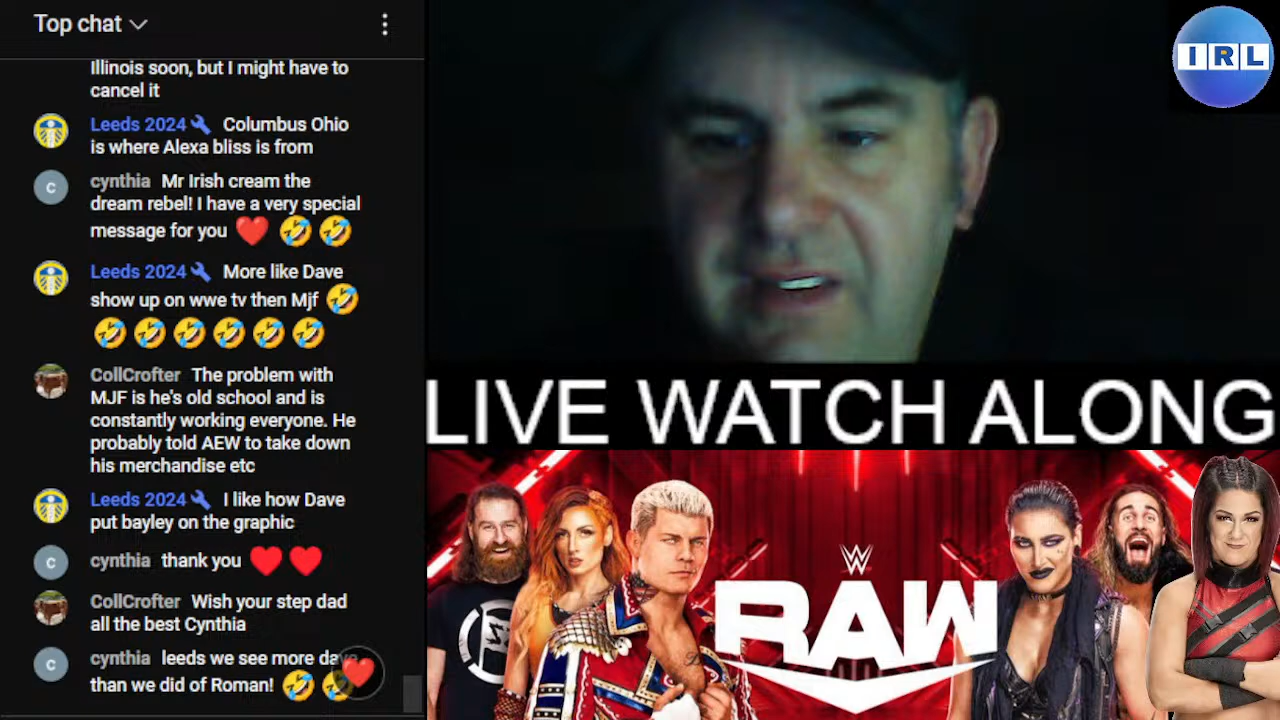 Top chat
Illinois soon, but I might have to
cancel it
Leeds 2024 Columbus Ohio
is where Alexa bliss is from
cynthia Mr Irish cream the
dream rebel! I have a very special
message for you
Leeds 2024 More like Dave
show up on wwe tv then Mjf
CollCrofter The problem with
MJF is he's old school and is
constantly working everyone. He
probably told AEW to take down
his merchandise etc
Leeds 2024 I like how Dave
put bayley on the graphic
cynthia thank you
CollCrofter Wish your step dad
all the best Cynthia
cynthia leeds we see more
than we did of Roman!
C
C
C
IRL
LIVE WATCH ALONG
W
RAW